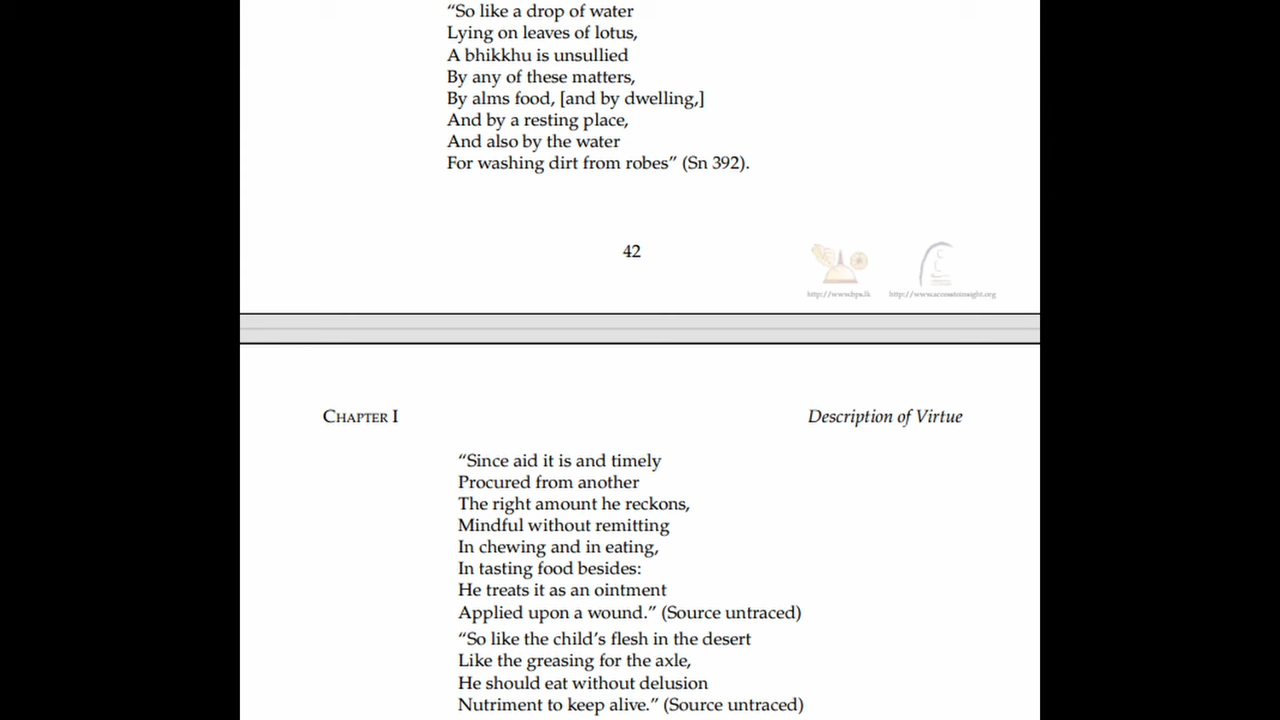 “So like a drop of water
Lying on leaves of lotus,
A bhikkhu is unsullied
By any of these matters,
By alms food, [and by dwelling,]
And by a resting place,
And also by the water
For washing dirt from robes” (Sn 392).
42
http://www.bps.lk http://www.accesstoinsight.org
CHAPTER I Description of Virtue
“Since aid it is and timely
Procured from another
The right amount he reckons,
Mindful without remitting
In chewing and in eating,
In tasting food besides:
He treats it as an ointment
Applied upon a wound.” (Source untraced)
“So like the child’s flesh in the desert
Like the greasing for the axle,
He should eat without delusion
Nutriment to keep alive.” (Source untraced)